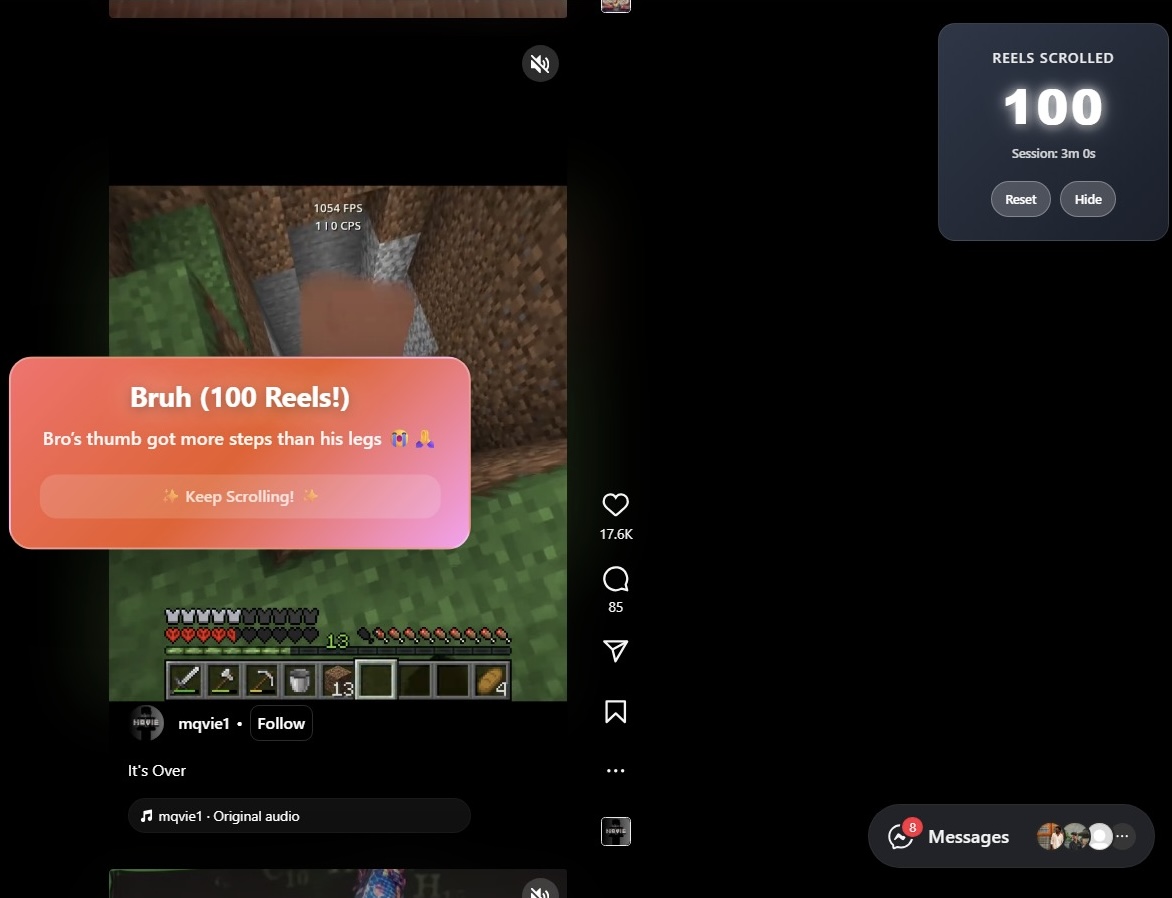 REELS SCROLLED
100
Session: 3m 0s
Reset
Hide
1054 FPS
1 | 0 CPS
Bruh (100 Reels!)
Bro's thumb got more steps than his legs 😭 🙏
✨ Keep Scrolling! ✨
17.6K
85
13
13
4
MQVIE
mqvie1 • Follow
It's Over
mqvie1 · Original audio
MQVIE
8
Messages